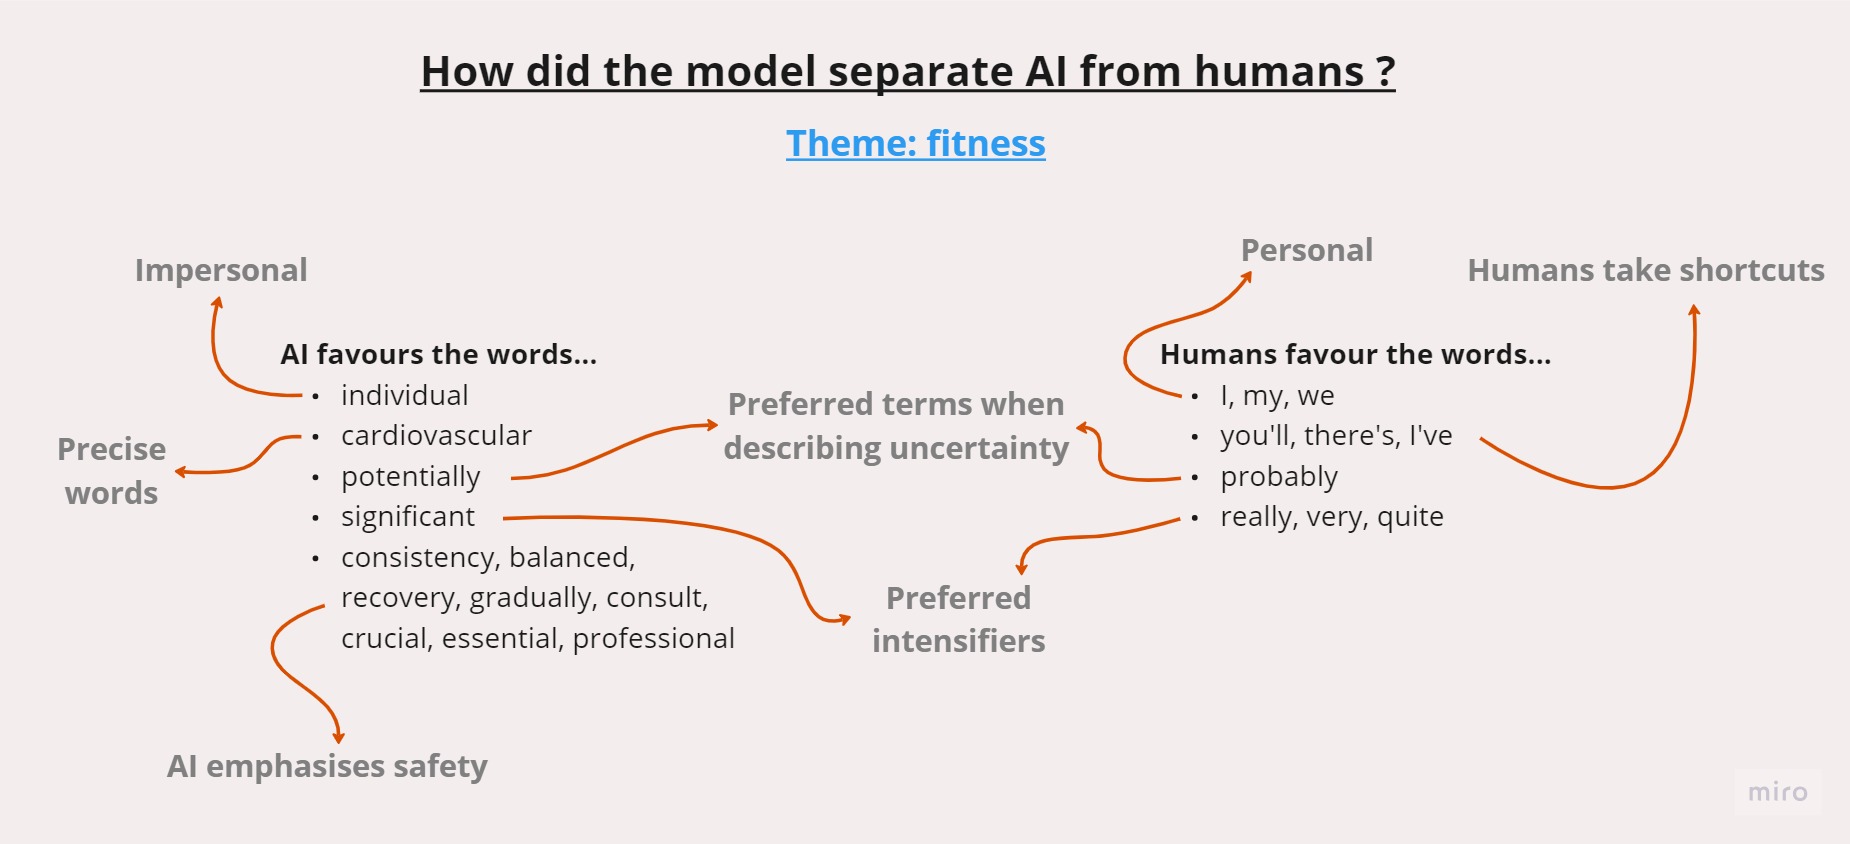 How did the model separate AI from humans ?
Theme: fitness
Impersonal
Precise
words
AI favours the words...
• individual
• cardiovascular
• potentially
• significant
• consistency, balanced,
recovery, gradually, consult,
crucial, essential, professional
AI emphasises safety
Preferred terms when
describing uncertainty
Preferred
intensifiers
Personal
Humans take shortcuts
Humans favour the words...
• I, my, we
• you'll, there's, I've
• probably
• really, very, quite
miro